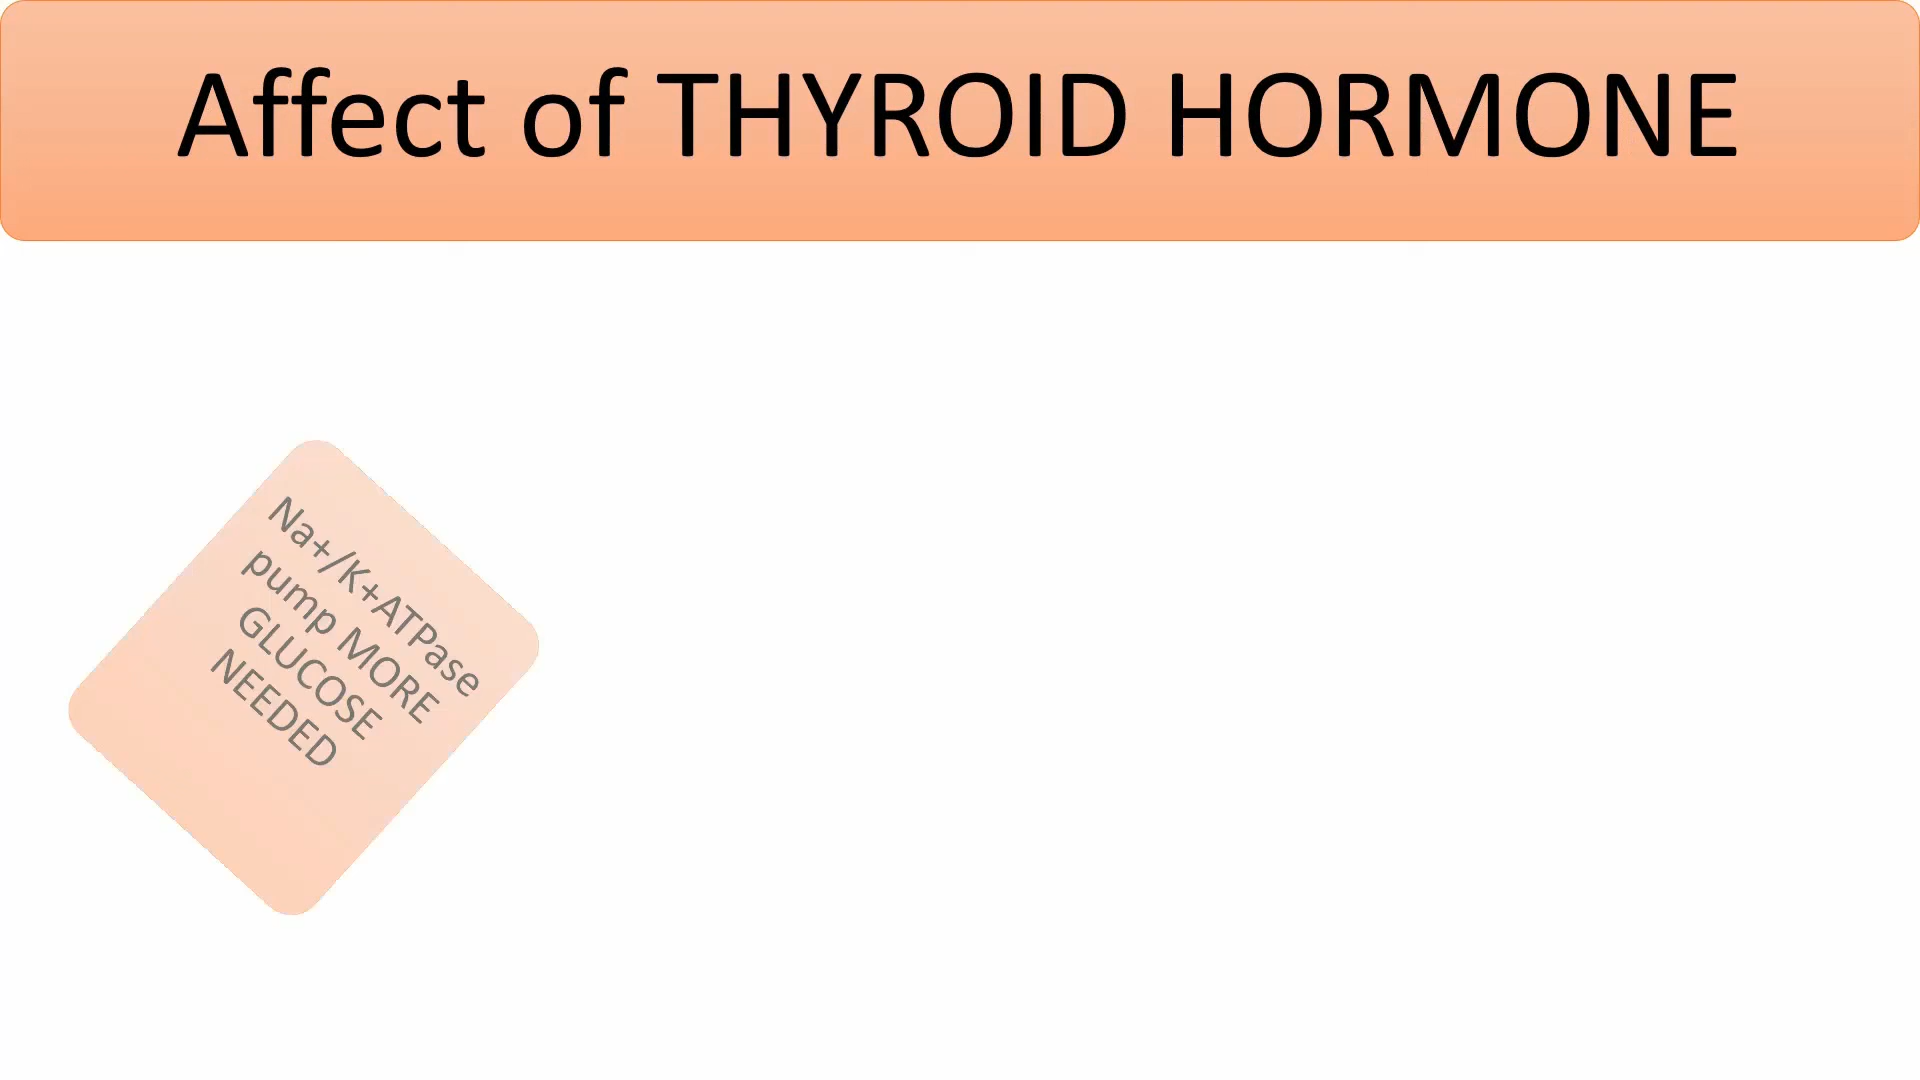 Affect of THYROID HORMONE
Na+/K+ATPase
pump MORE
GLUCOSE
NEEDED